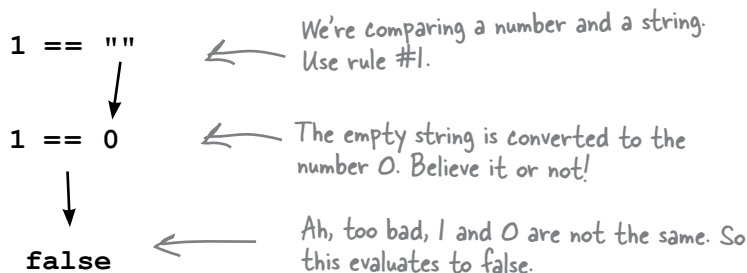 1 == ""
We're comparing a number and a string.
Use rule #1.
1 == 0
The empty string is converted to the
number 0. Believe it or not!
false
Ah, too bad, 1 and 0 are not the same. So
this evaluates to false.